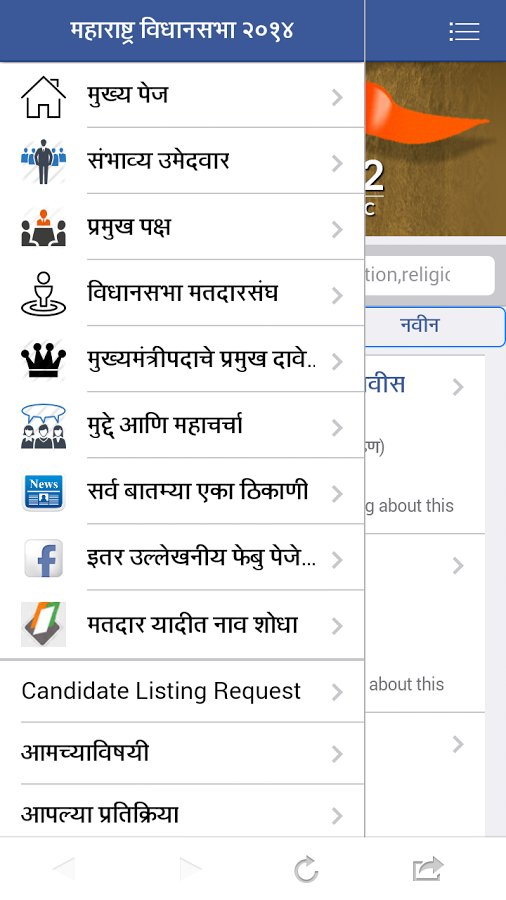 महाराष्ट्र विधानसभा २०१४
मुख्य पेज
संभाव्य उमेदवार
प्रमुख पक्ष
विधानसभा मतदारसंघ
मुख्यमंत्रीपदाचे प्रमुख दावे..
मुद्दे आणि महाचर्चा
News
सर्व बातम्या एका ठिकाणी
इतर उल्लेखनीय फेबु पेजे...
मतदार यादीत नाव शोधा
Candidate Listing Request
आमच्याविषयी
आपल्या प्रतिक्रिया
2
C
tion,religic
नवीन
वीस
ण)
g about this
about this